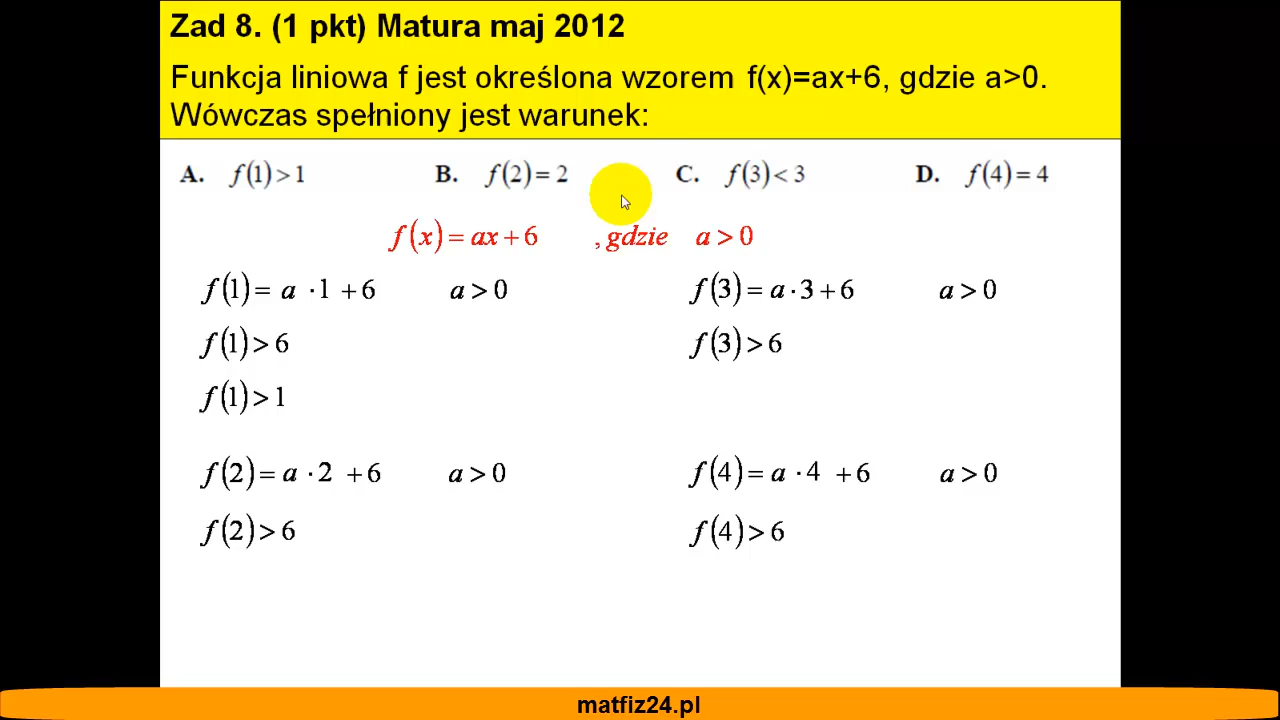 Zad 8. (1 pkt) Matura maj 2012
Funkcja liniowa f jest określona wzorem f(x)=ax+6, gdzie a>0.
Wówczas spełniony jest warunek:
A. f(1)>1 B. f(2)=2 C. f(3)<3 D. f(4)=4
f(x)=ax+6 , gdzie a>0
f(1)= a ·1 +6 a>0
f(1)>6
f(1)>1
f(2)= a ·2 +6 a>0
f(2)>6
f(3)= a·3+6 a>0
f(3)>6
f(4)= a ·4 +6 a>0
f(4)>6
matfiz24.pl